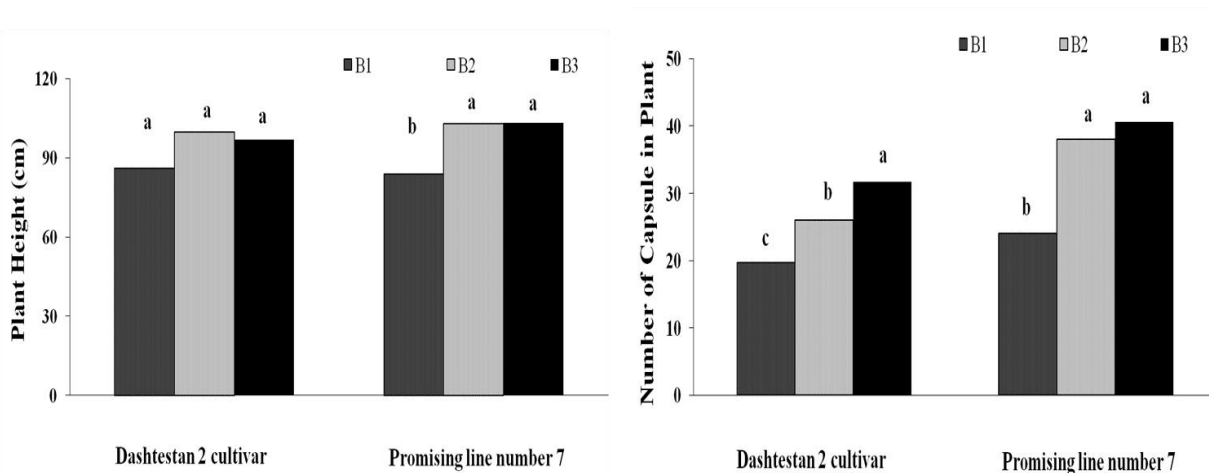 B1 B2 B3
Plant Height (cm)
120
90
60
30
0
a a a
b a a
Dashtestan 2 cultivar Promising line number 7
B1 B2 B3
Number of Capsule in Plant
50
40
30
20
10
0
c b a
b a a
Dashtestan 2 cultivar Promising line number 7